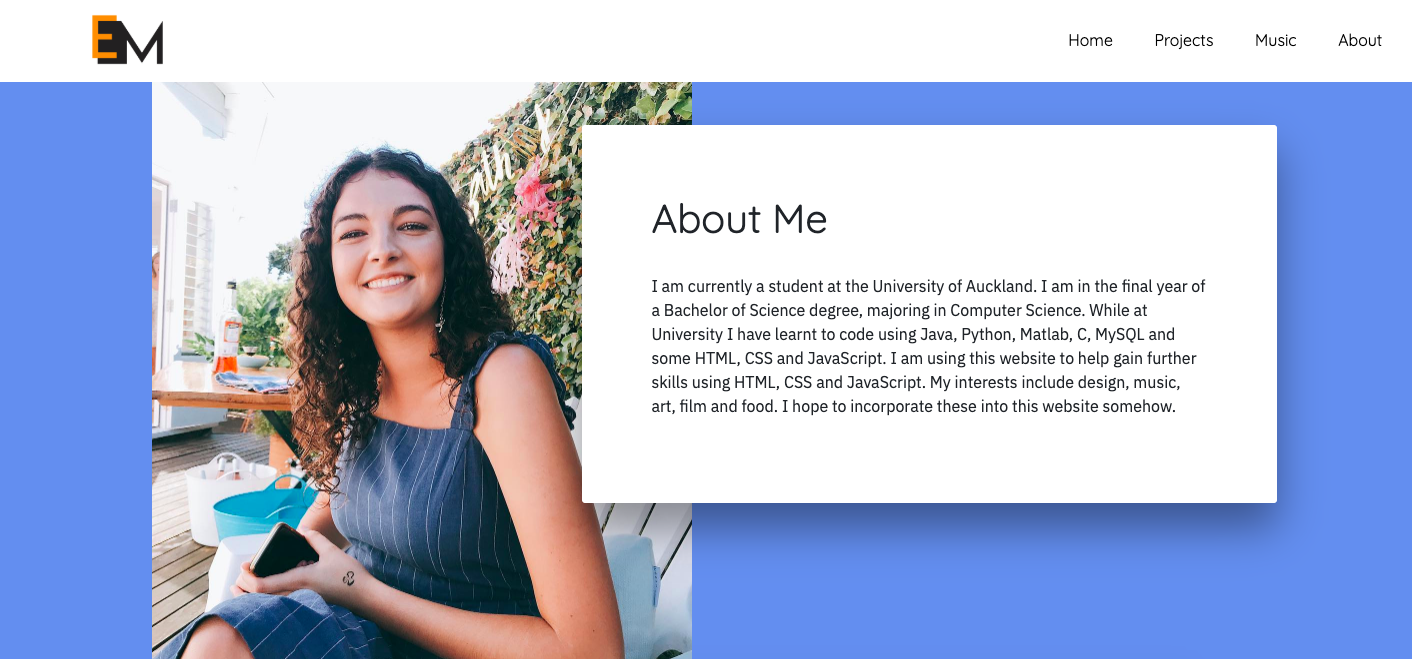 EM
Home Projects Music About
About Me
I am currently a student at the University of Auckland. I am in the final year of
a Bachelor of Science degree, majoring in Computer Science. While at
University I have learnt to code using Java, Python, Matlab, C, MySQL and
some HTML, CSS and JavaScript. I am using this website to help gain further
skills using HTML, CSS and JavaScript. My interests include design, music,
art, film and food. I hope to incorporate these into this website somehow.